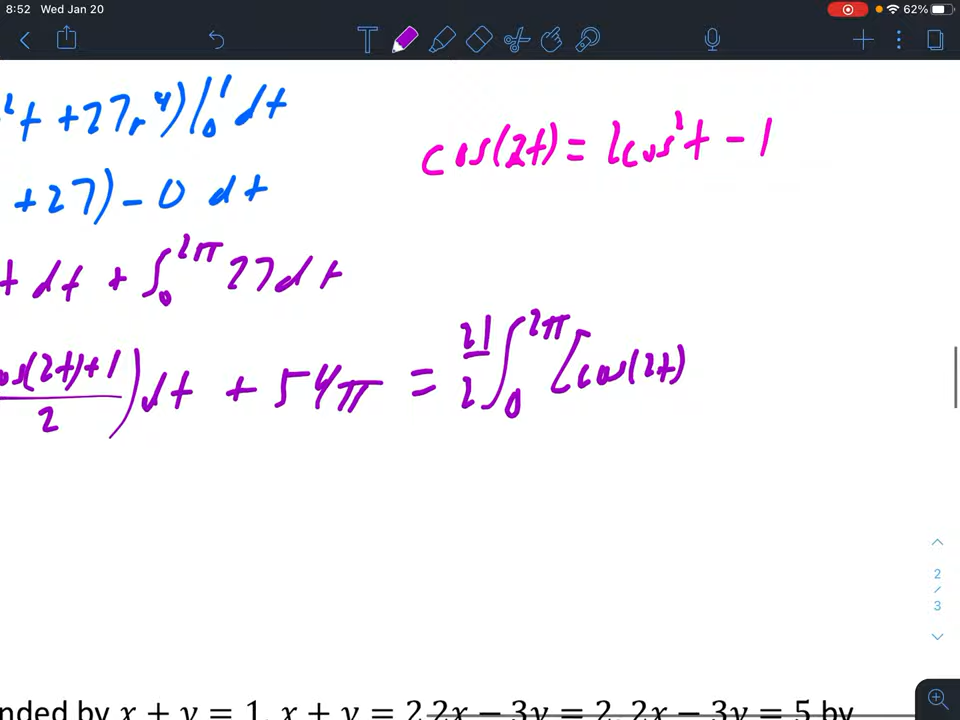 8:52 Wed Jan 20 62%
²t + 27r⁴)|₀¹ dt
cos(2t) = 2cos²t - 1
+ 27) - 0 dt
t dt + ∫₀^2π 27 dt
os(2t)+1 / 2) dt + 54π = 21/2 ∫₀^2π [cos(2t)
2 / 3
nded by x + y = 1, x + y = 2, 2x − 3y = 2, 2x − 3y = 5 by